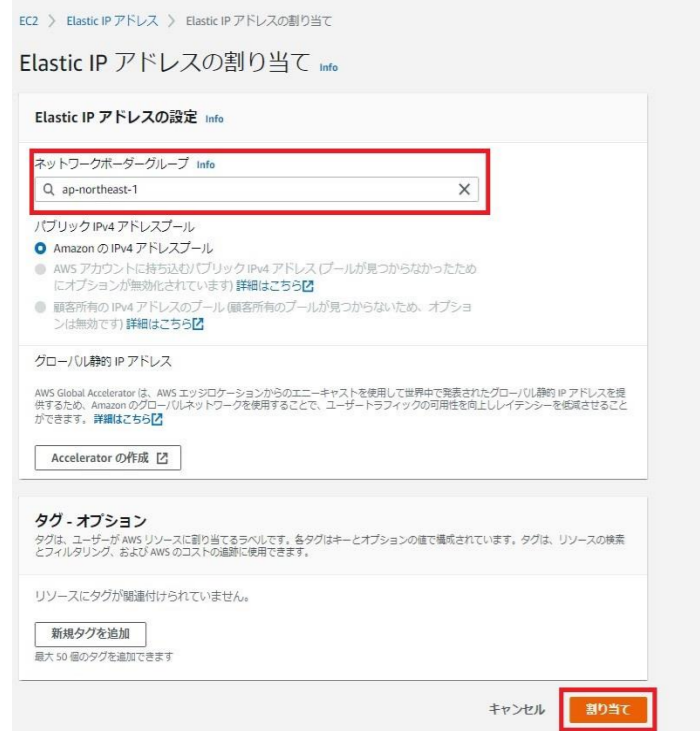 EC2 > Elastic IP アドレス > Elastic IP アドレスの割り当て
Elastic IP アドレスの割り当て Info
Elastic IP アドレスの設定 Info
ネットワークボーダーグループ Info
ap-northeast-1
パブリック IPv4 アドレスプール
Amazon の IPv4 アドレスプール
AWS アカウントに持ち込むパブリック IPv4 アドレス (プールが見つからなかったため
にオプションが無効化されています) 詳細はこちら
顧客所有の IPv4 アドレスのプール (顧客所有のプールが見つからないため、オプショ
ンは無効です) 詳細はこちら
グローバル静的 IP アドレス
AWS Global Accelerator は、AWS エッジロケーションからのエニーキャストを使用して世界中で発表されたグローバル静的 IP アドレスを提
供するため、Amazon のグローバルネットワークを使用することで、ユーザートラフィックの可用性を向上しレイテンシーを低減させること
ができます。 詳細はこちら
Accelerator の作成
タグ - オプション
タグは、ユーザーが AWS リソースに割り当てるラベルです。各タグはキーとオプションの値で構成されています。タグは、リソースの検索
とフィルタリング、および AWS のコストの追跡に使用できます。
リソースにタグが関連付けられていません。
新規タグを追加
最大 50 個のタグを追加できます
キャンセル 割り当て